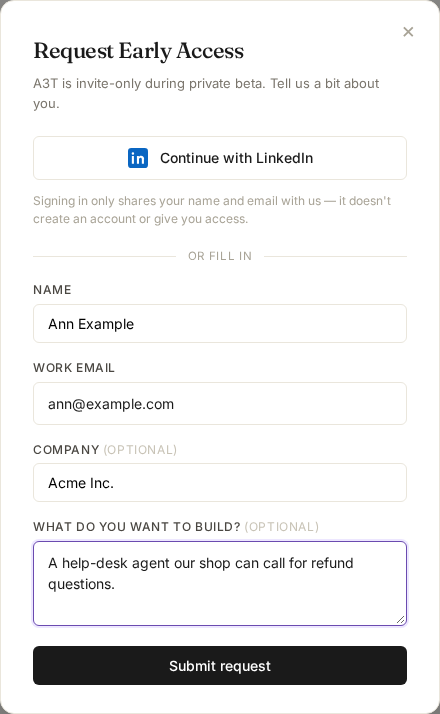 Request Early Access
A3T is invite-only during private beta. Tell us a bit about
you.
in Continue with LinkedIn
Signing in only shares your name and email with us — it doesn't
create an account or give you access.
OR FILL IN
NAME
Ann Example
WORK EMAIL
ann@example.com
COMPANY (OPTIONAL)
Acme Inc.
WHAT DO YOU WANT TO BUILD? (OPTIONAL)
A help-desk agent our shop can call for refund
questions.
Submit request